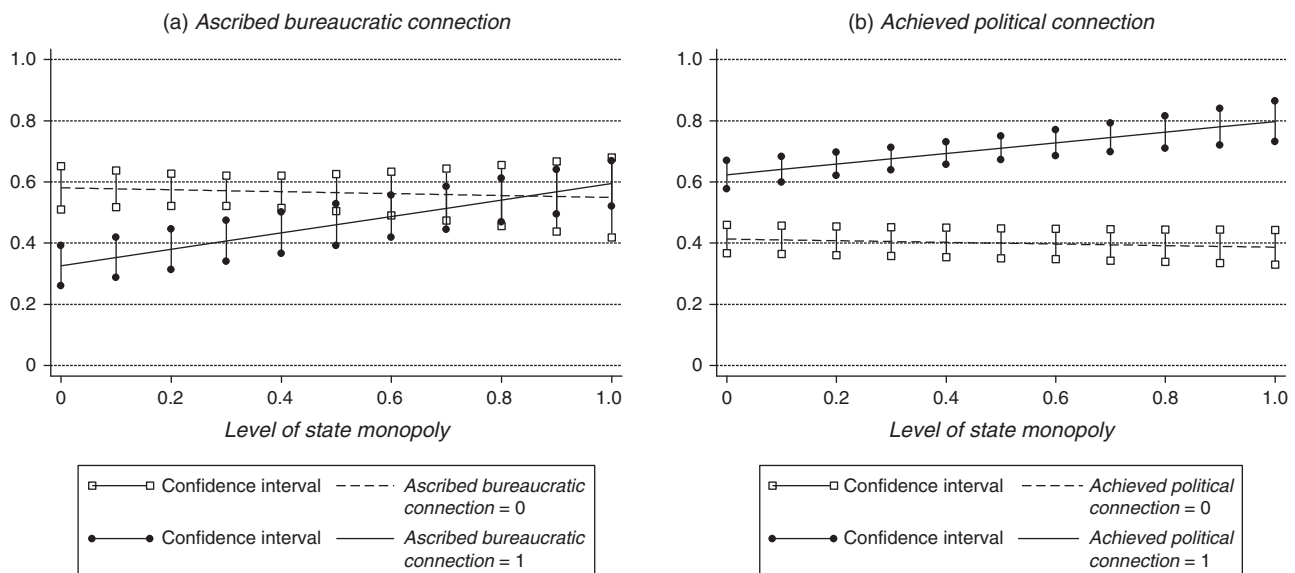 (a) Ascribed bureaucratic connection
1.0
0.8
0.6
0.4
0.2
0
0 0.2 0.4 0.6 0.8 1.0
Level of state monopoly
Confidence interval Ascribed bureaucratic
connection = 0
Confidence interval Ascribed bureaucratic
connection = 1
(b) Achieved political connection
1.0
0.8
0.6
0.4
0.2
0
0 0.2 0.4 0.6 0.8 1.0
Level of state monopoly
Confidence interval Achieved political
connection = 0
Confidence interval Achieved political
connection = 1